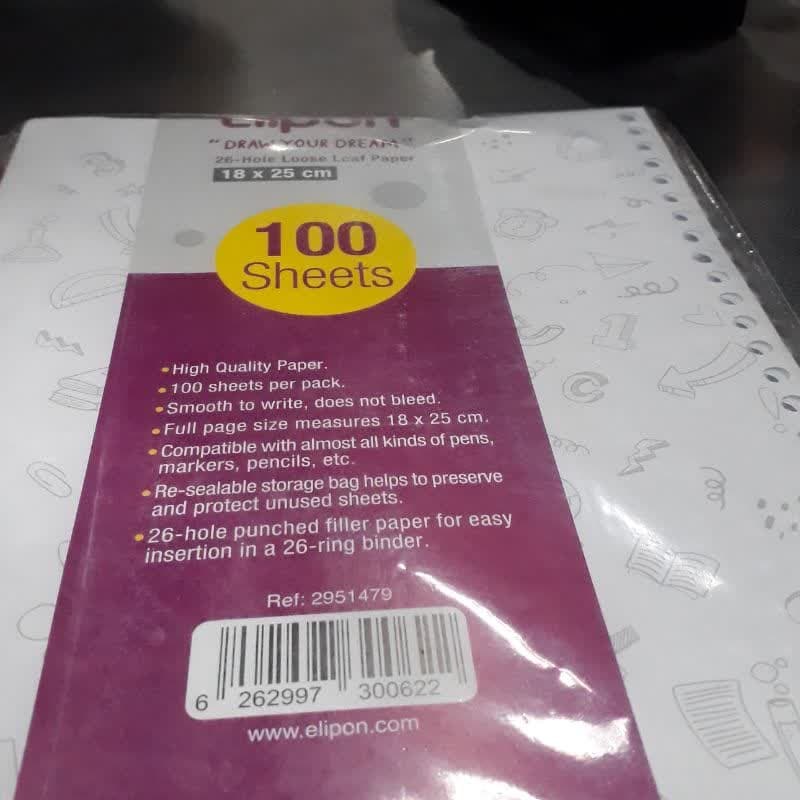 Elipon
"DRAW YOUR DREAM"
26-Hole Loose Leaf Paper
18 x 25 cm
100
Sheets
•High Quality Paper.
•100 sheets per pack.
•Smooth to write, does not bleed.
•Full page size measures 18 x 25 cm.
•Compatible with almost all kinds of pens,
markers, pencils, etc.
•Re-sealable storage bag helps to preserve
and protect unused sheets.
•26-hole punched filler paper for easy
insertion in a 26-ring binder.
Ref: 2951479
6 262997 300622
www.elipon.com
1
C